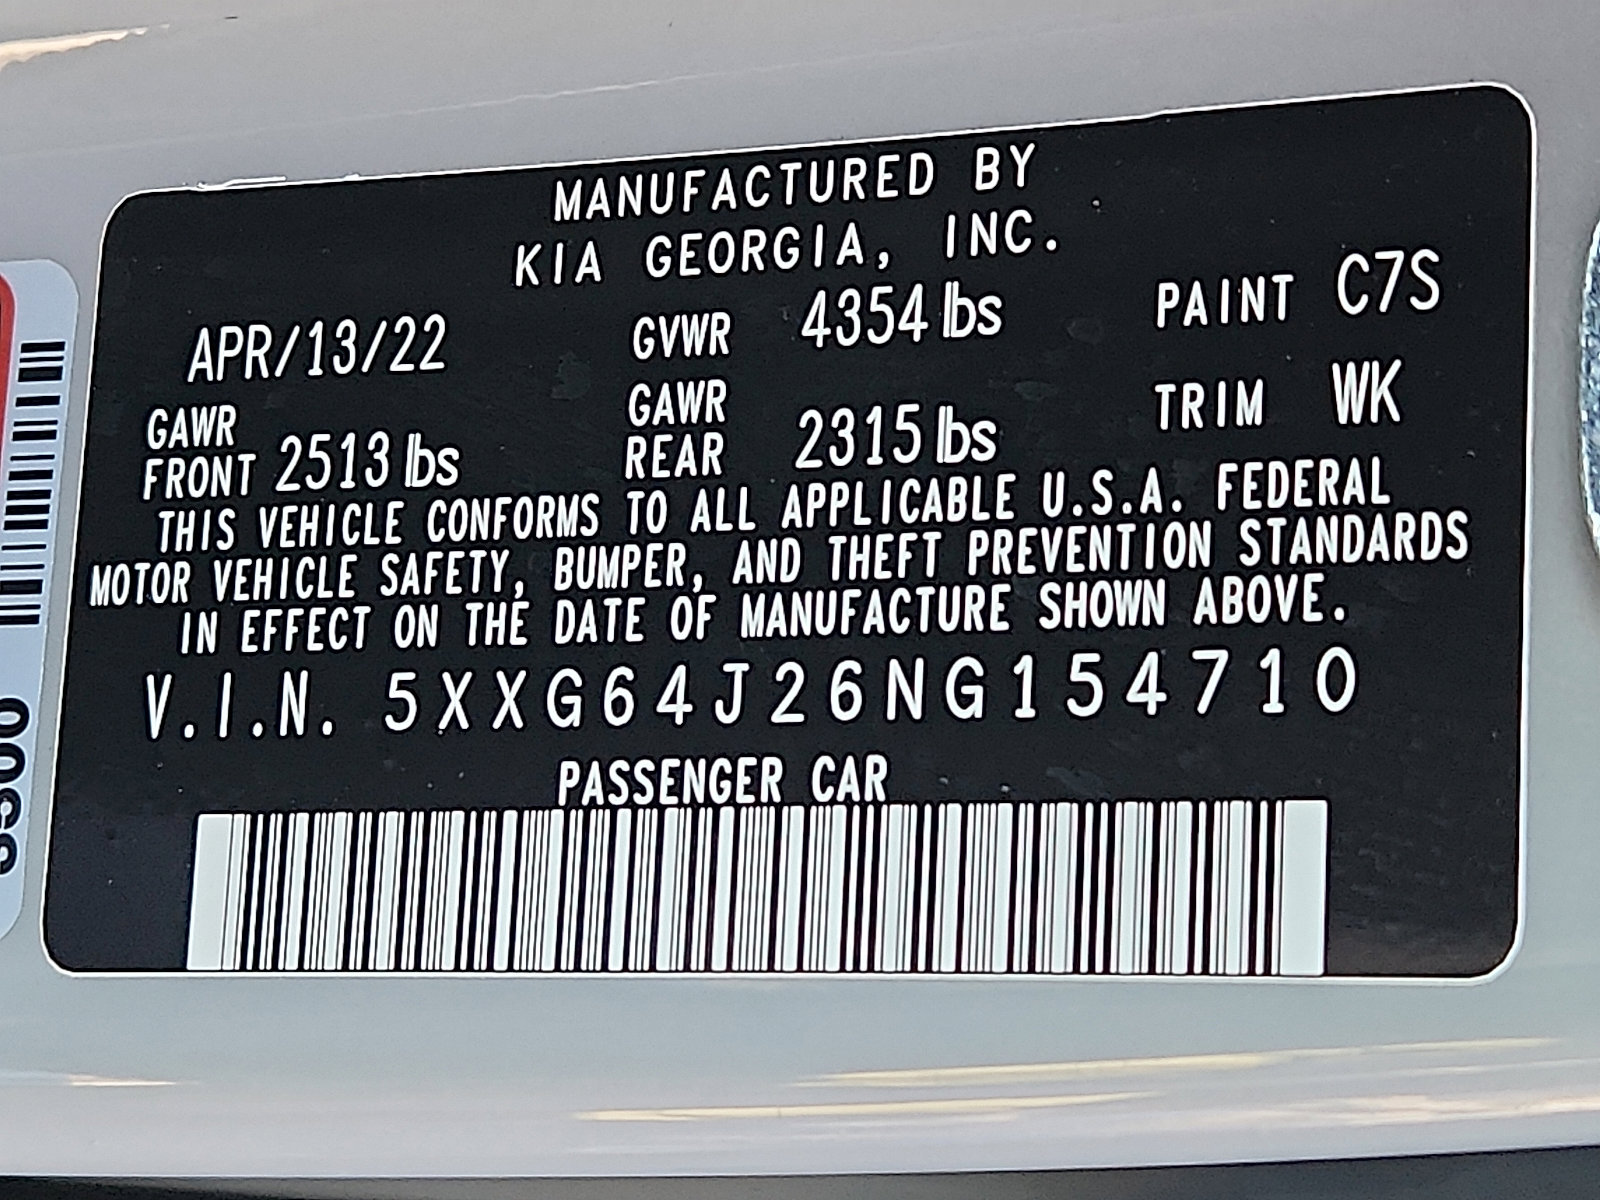 MANUFACTURED BY
KIA GEORGIA, INC.
APR/13/22 GVWR 4354 lbs PAINT C7S
GAWR FRONT 2513 lbs GAWR REAR 2315 lbs TRIM WK
THIS VEHICLE CONFORMS TO ALL APPLICABLE U.S.A. FEDERAL
MOTOR VEHICLE SAFETY, BUMPER, AND THEFT PREVENTION STANDARDS
IN EFFECT ON THE DATE OF MANUFACTURE SHOWN ABOVE.
V.I.N. 5XXG64J26NG154710
PASSENGER CAR